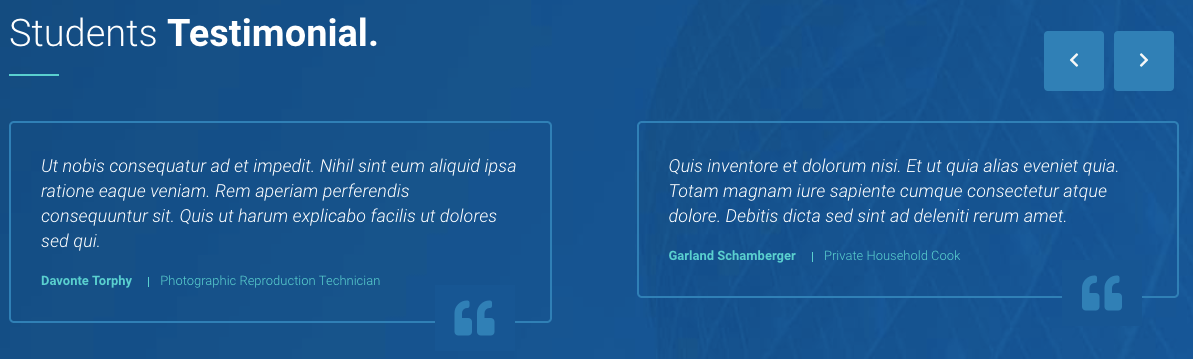 Students Testimonial.
Ut nobis consequatur ad et impedit. Nihil sint eum aliquid ipsa
ratione eaque veniam. Rem aperiam perferendis
consequuntur sit. Quis ut harum explicabo facilis ut dolores
sed qui.
Davonte Torphy | Photographic Reproduction Technician
Quis inventore et dolorum nisi. Et ut quia alias eveniet quia.
Totam magnam iure sapiente cumque consectetur atque
dolore. Debitis dicta sed sint ad deleniti rerum amet.
Garland Schamberger | Private Household Cook